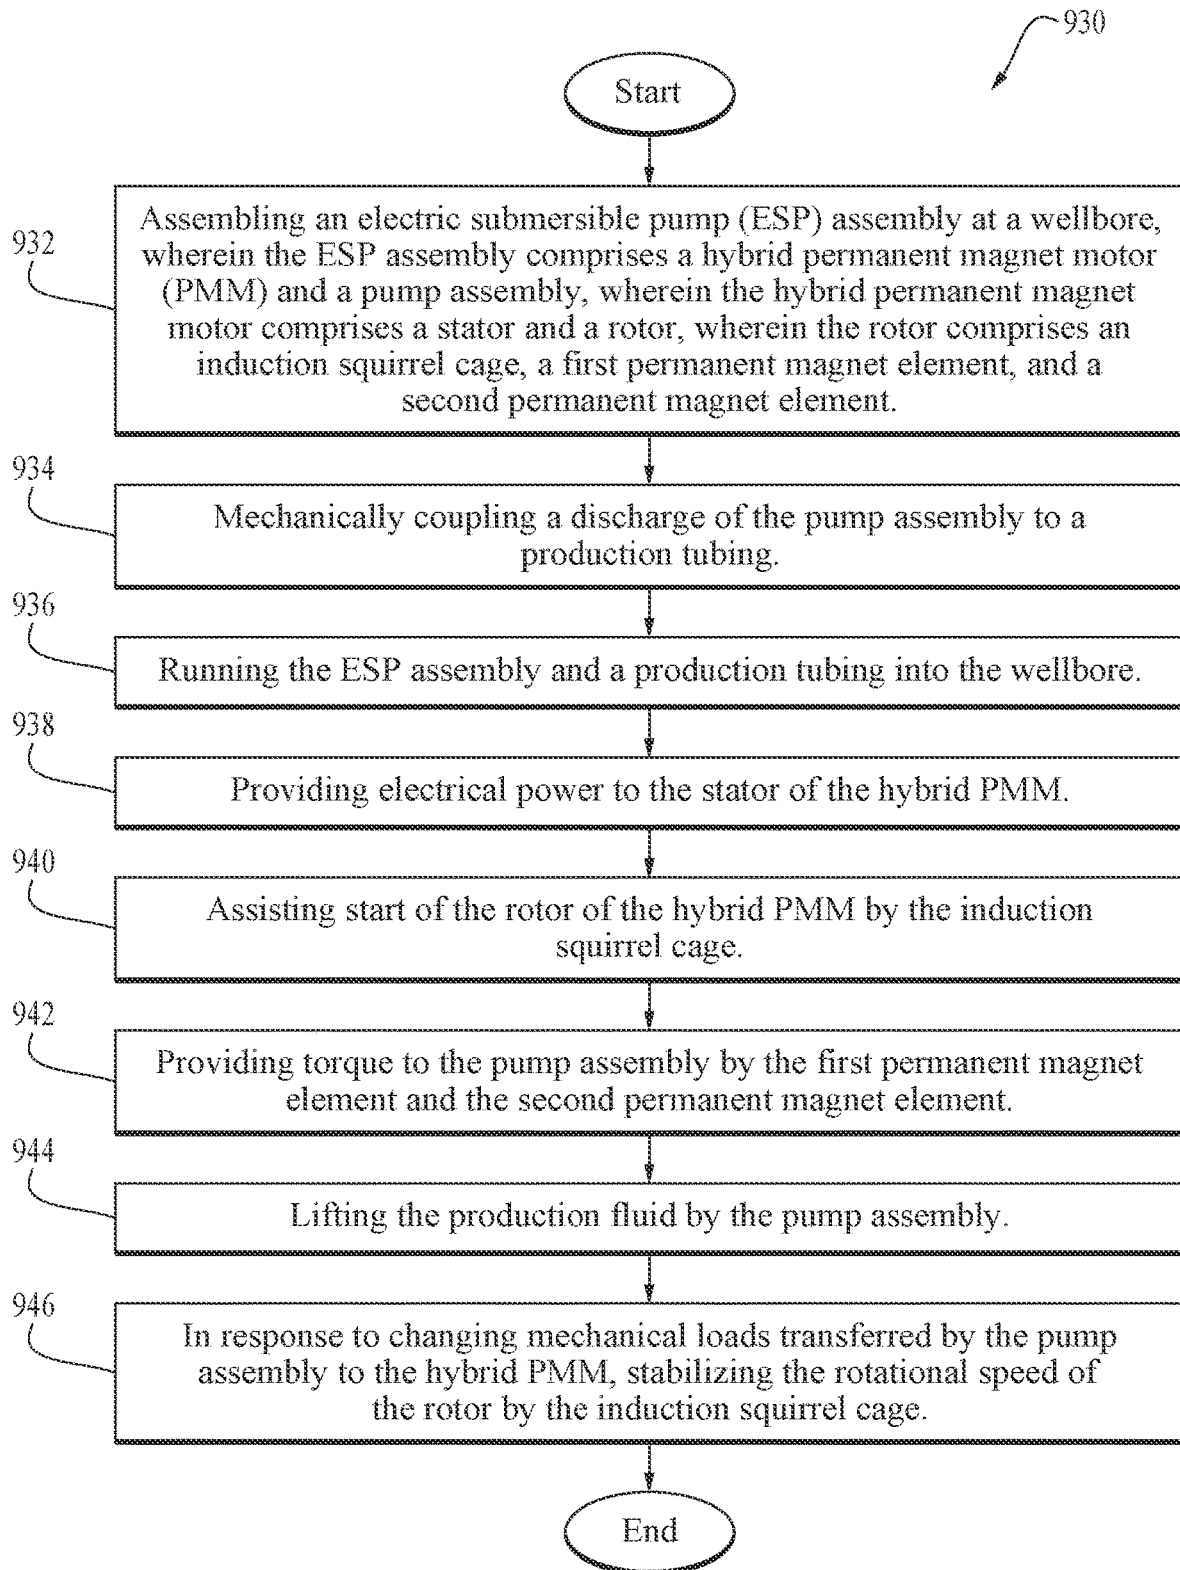 930
Start
932
Assembling an electric submersible pump (ESP) assembly at a wellbore,
wherein the ESP assembly comprises a hybrid permanent magnet motor
(PMM) and a pump assembly, wherein the hybrid permanent magnet
motor comprises a stator and a rotor, wherein the rotor comprises an
induction squirrel cage, a first permanent magnet element, and a
second permanent magnet element.
934
Mechanically coupling a discharge of the pump assembly to a
production tubing.
936
Running the ESP assembly and a production tubing into the wellbore.
938
Providing electrical power to the stator of the hybrid PMM.
940
Assisting start of the rotor of the hybrid PMM by the induction
squirrel cage.
942
Providing torque to the pump assembly by the first permanent magnet
element and the second permanent magnet element.
944
Lifting the production fluid by the pump assembly.
946
In response to changing mechanical loads transferred by the pump
assembly to the hybrid PMM, stabilizing the rotational speed of
the rotor by the induction squirrel cage.
End